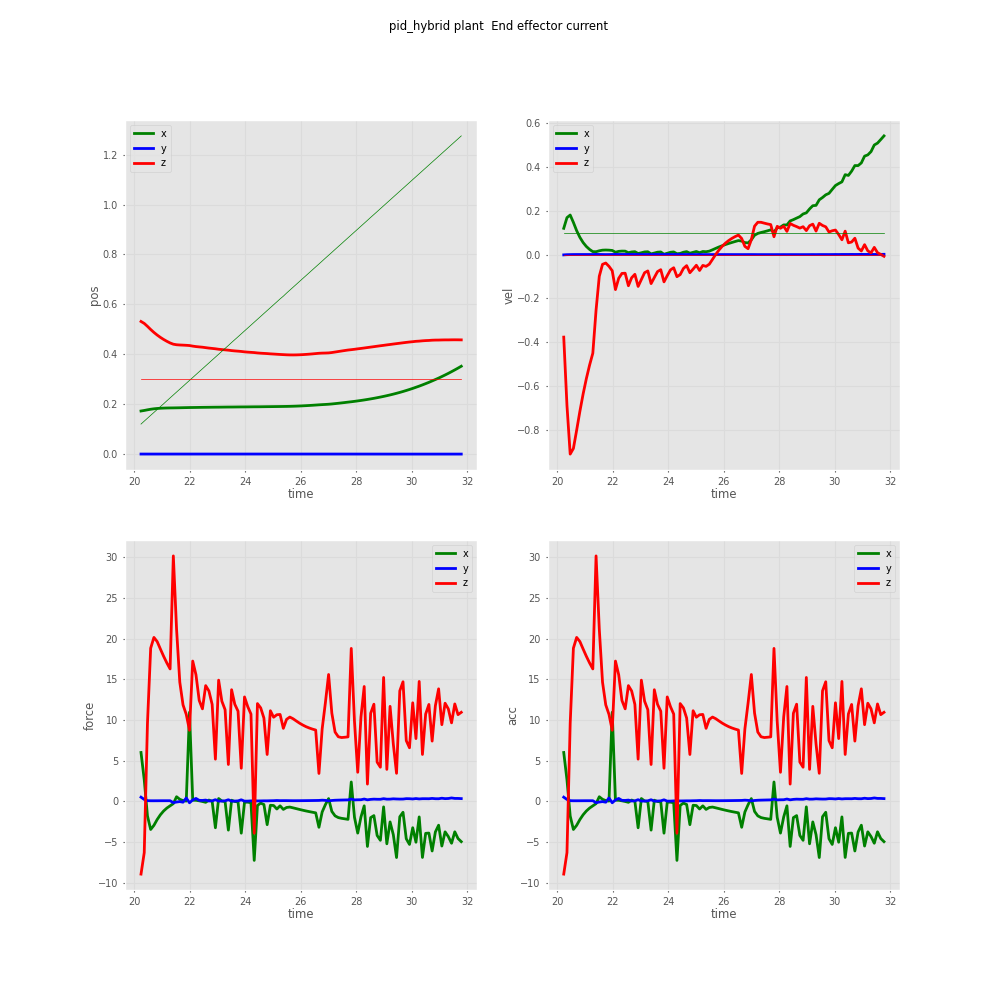 pid_hybrid plant  End effector current
x
y
z
pos
1.2
1.0
0.8
0.6
0.4
0.2
0.0
20 22 24 26 28 30 32
time
x
y
z
vel
0.6
0.4
0.2
0.0
−0.2
−0.4
−0.6
−0.8
20 22 24 26 28 30 32
time
x
y
z
force
30
25
20
15
10
5
0
−5
−10
20 22 24 26 28 30 32
time
x
y
z
acc
30
25
20
15
10
5
0
−5
−10
20 22 24 26 28 30 32
time